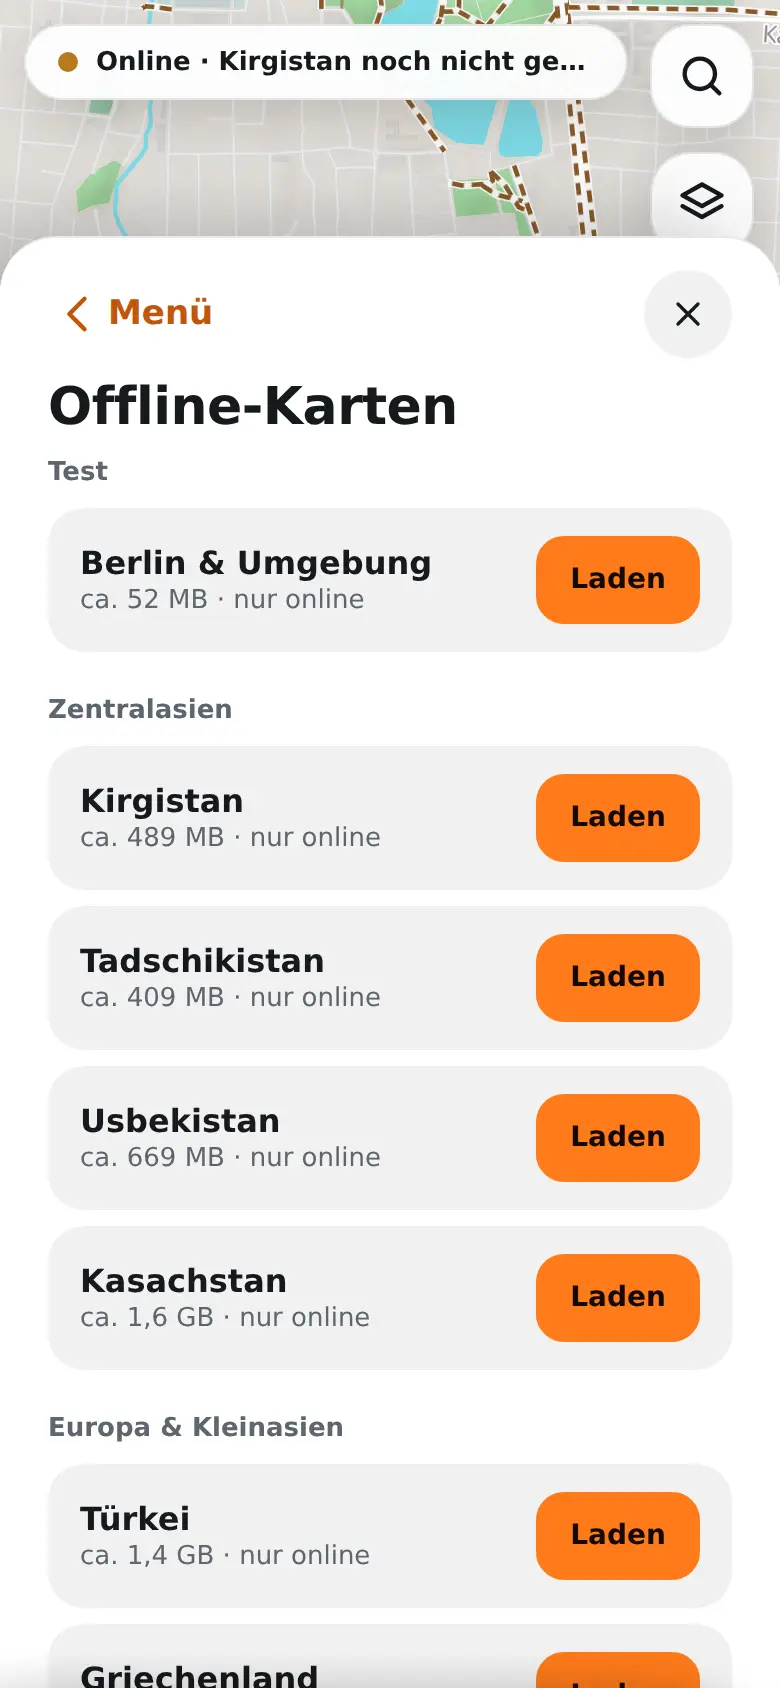 Online · Kirgistan noch nicht ge…
Menü
Offline-Karten
Test
Berlin & Umgebung
ca. 52 MB · nur online
Laden
Zentralasien
Kirgistan
ca. 489 MB · nur online
Laden
Tadschikistan
ca. 409 MB · nur online
Laden
Usbekistan
ca. 669 MB · nur online
Laden
Kasachstan
ca. 1,6 GB · nur online
Laden
Europa & Kleinasien
Türkei
ca. 1,4 GB · nur online
Laden
Griechenland